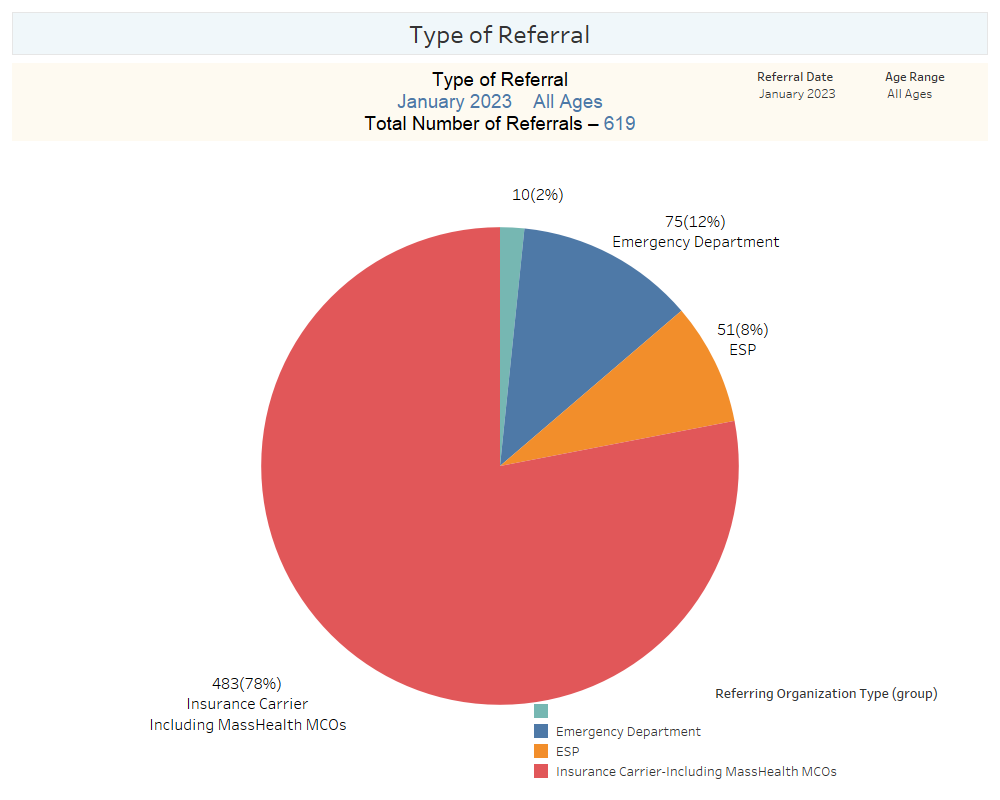 Type of Referral
Type of Referral
January 2023 All Ages
Total Number of Referrals – 619
Referral Date
January 2023
Age Range
All Ages
10(2%)
75(12%)
Emergency Department
51(8%)
ESP
483(78%)
Insurance Carrier
Including MassHealth MCOs
Referring Organization Type (group)
Emergency Department
ESP
Insurance Carrier-Including MassHealth MCOs